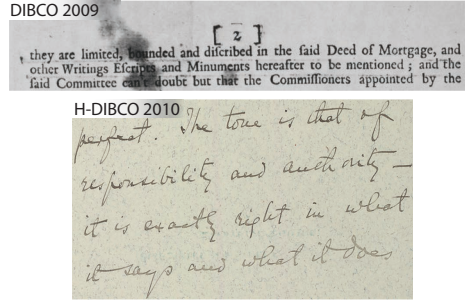 DIBCO 2009
[ 2 ]
, they are limited, bounded and diſcribed in the ſaid Deed of Mortgage, and
other Writings Eſcripts and Minuments hereafter to be mentioned ; and the
ſaid Committee can't doubt but that the Commiſſioners appointed by the
H-DIBCO 2010
perfect. The tone is that of
responsibility and authority —
it is exactly right in what
it says and what it does